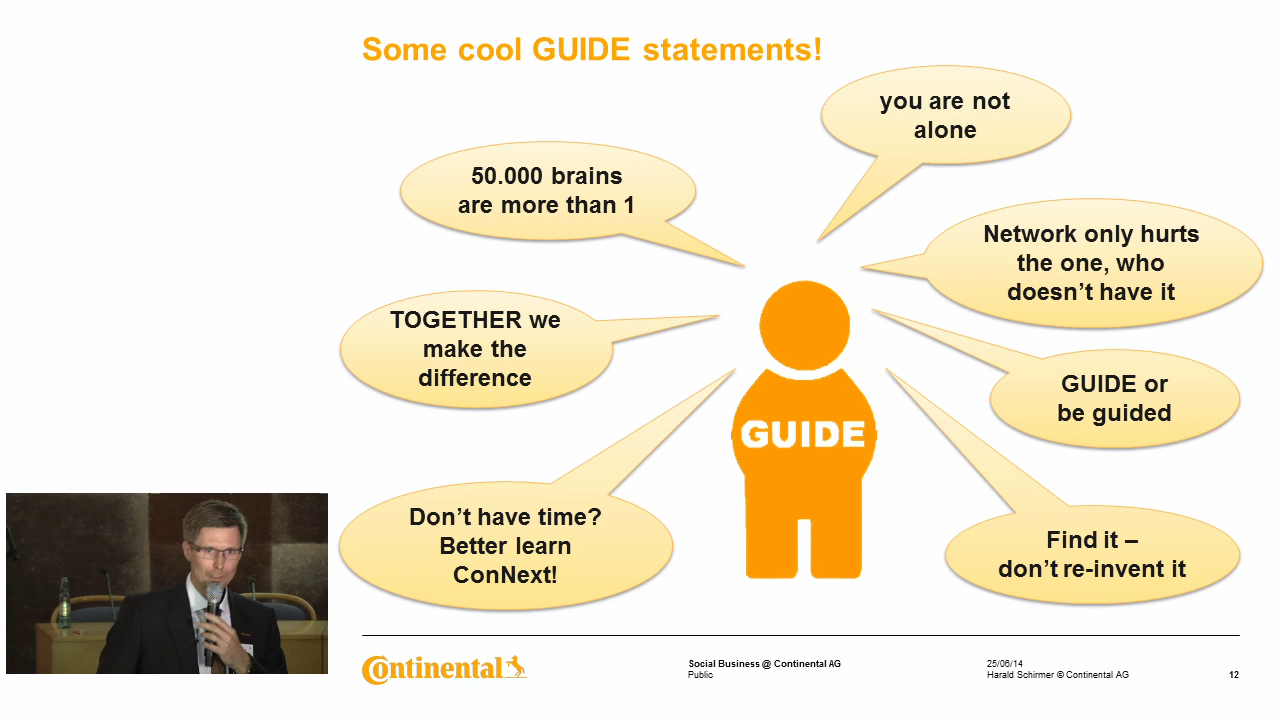 Some cool GUIDE statements!
you are not
alone
50.000 brains
are more than 1
Network only hurts
the one, who
doesn’t have it
TOGETHER we
make the
difference
GUIDE or
be guided
GUIDE
Don’t have time?
Better learn
ConNext!
Find it –
don’t re-invent it
Continental
Social Business @ Continental AG
Public
25/06/14
Harald Schirmer © Continental AG
12